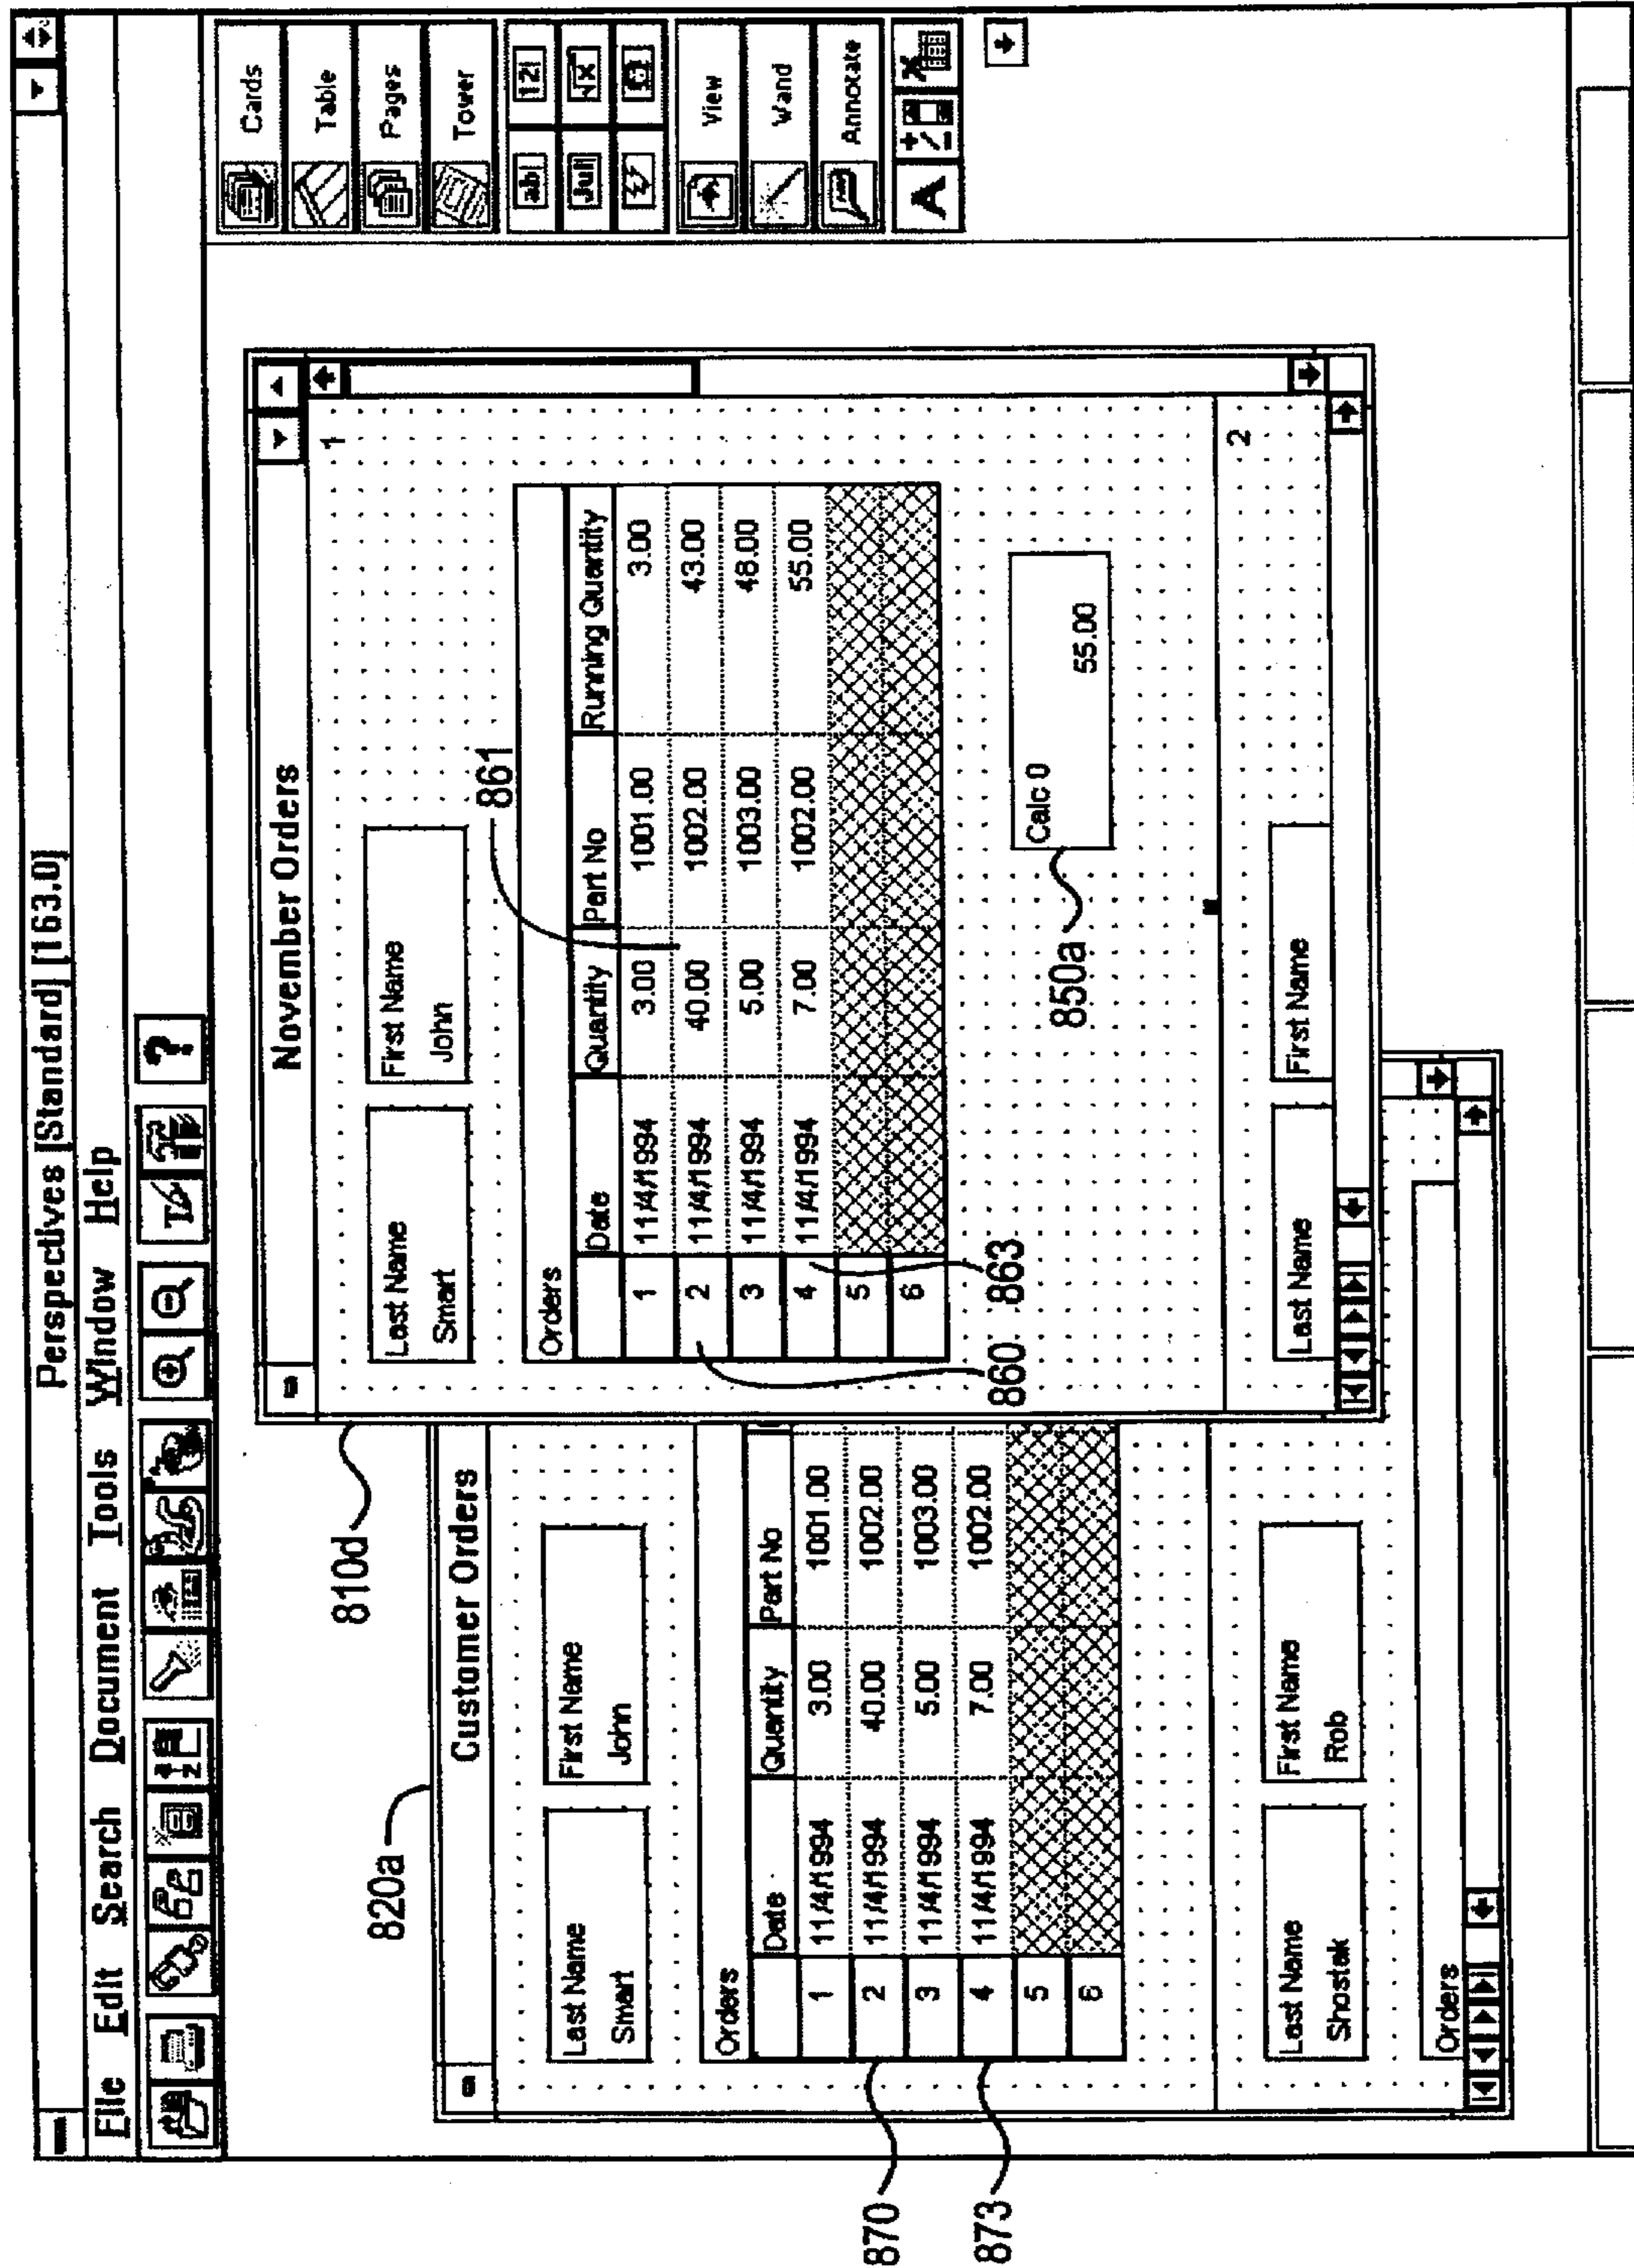 Perspectives [Standard] [163.0]
File Edit Search Document Tools Window Help
?
820a
810d
Customer Orders
Last Name
Smart
First Name
John
Orders
Date Quantity Part No
1 11/4/1994 3.00 1001.00
2 11/4/1994 40.00 1002.00
3 11/4/1994 5.00 1003.00
4 11/4/1994 7.00 1002.00
5
6
870
873
Last Name
Shostak
First Name
Rob
Orders
November Orders
1
Last Name
Smart
First Name
John
861
Orders
Date Quantity Part No Running Quantity
1 11/4/1994 3.00 1001.00 3.00
2 11/4/1994 40.00 1002.00 43.00
3 11/4/1994 5.00 1003.00 48.00
4 11/4/1994 7.00 1002.00 55.00
5
6
860
863
850a
Calc 0
55.00
2
Last Name
First Name
Cards
Table
Pages
Tower
ab
12
Jul
√x
View
Wand
Annotate
A